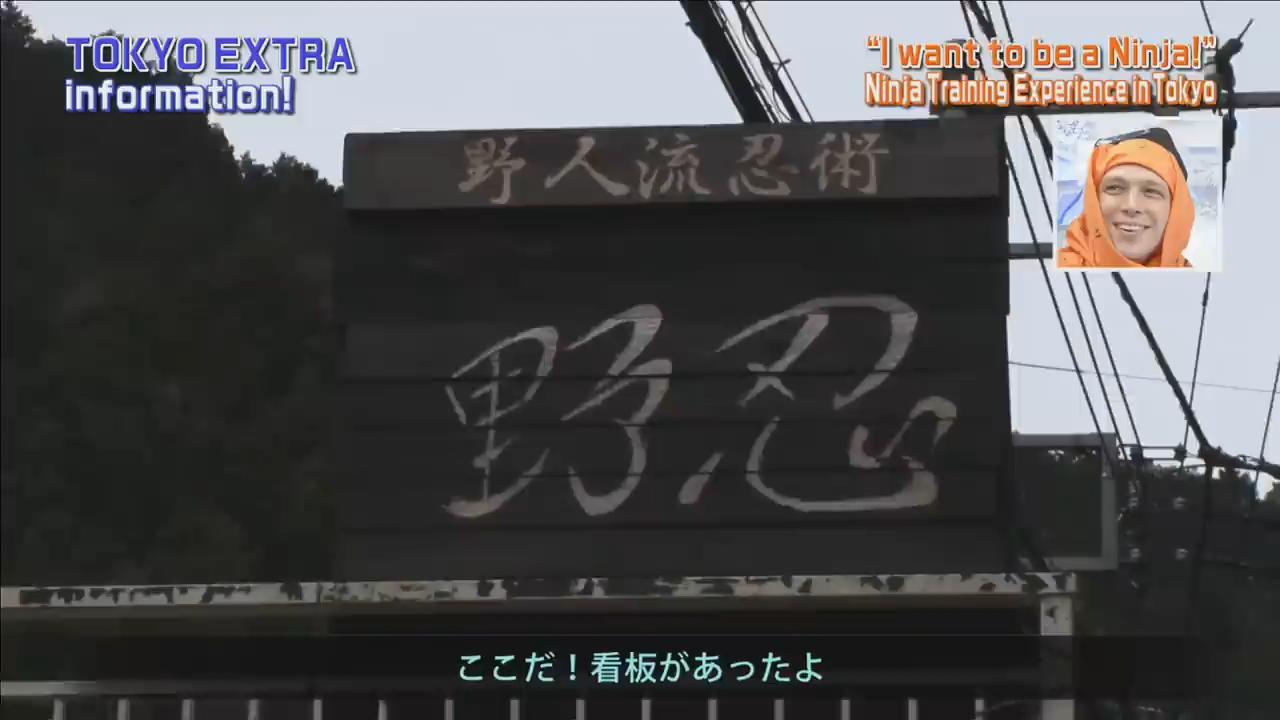 TOKYO EXTRA
information!
“I want to be a Ninja!”
Ninja Training Experience in Tokyo
野人流忍術
野忍
ここだ！看板があったよ